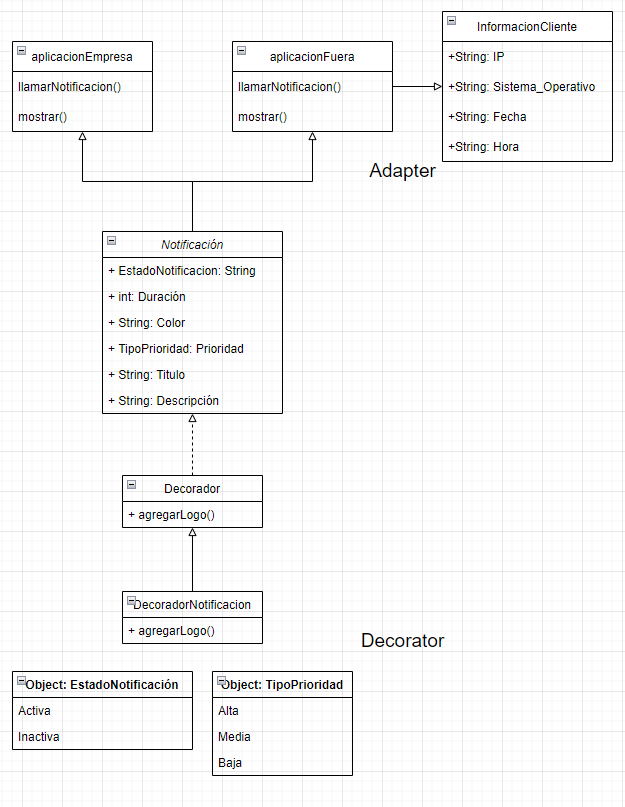 InformacionCliente
+String: IP
+String: Sistema_Operativo
+String: Fecha
+String: Hora
aplicacionEmpresa
llamarNotificacion()
mostrar()
aplicacionFuera
llamarNotificacion()
mostrar()
Adapter
Notificación
+ EstadoNotificacion: String
+ int: Duración
+ String: Color
+ TipoPrioridad: Prioridad
+ String: Titulo
+ String: Descripción
Decorador
+ agregarLogo()
DecoradorNotificacion
+ agregarLogo()
Decorator
Object: EstadoNotificación
Activa
Inactiva
Object: TipoPrioridad
Alta
Media
Baja